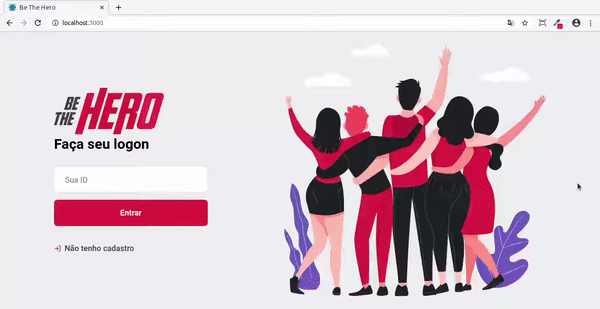 Be The Hero
localhost:3000
BE
THE
HERO
Faça seu logon
Sua ID
Entrar
Não tenho cadastro